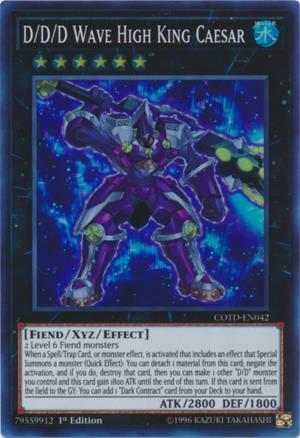 D/D/D Wave High King Caesar
WATER
水
COTD-EN042
[Fiend/Xyz/Effect]
2 Level 6 Fiend monsters
When a Spell/Trap Card, or monster effect, is activated that includes an effect that Special
Summons a monster (Quick Effect): You can detach 1 material from this card; negate the
activation, and if you do, destroy that card, then you can make 1 other "D/D" monster
you control and this card gain 1800 ATK until the end of this turn. If this card is sent from
the field to the GY: You can add 1 "Dark Contract" card from your Deck to your hand.
ATK/2800 DEF/1800
79559912 1st Edition
©1996 KAZUKI TAKAHASHI